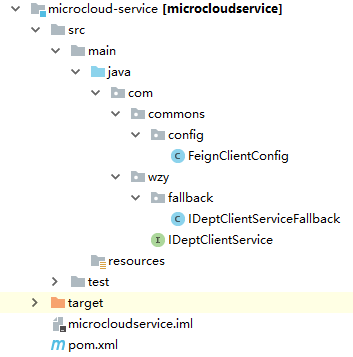 microcloud-service [microcloudservice]
src
main
java
com
commons
config
FeignClientConfig
wzy
fallback
IDeptClientServiceFallback
IDeptClientService
resources
test
target
microcloudservice.iml
pom.xml